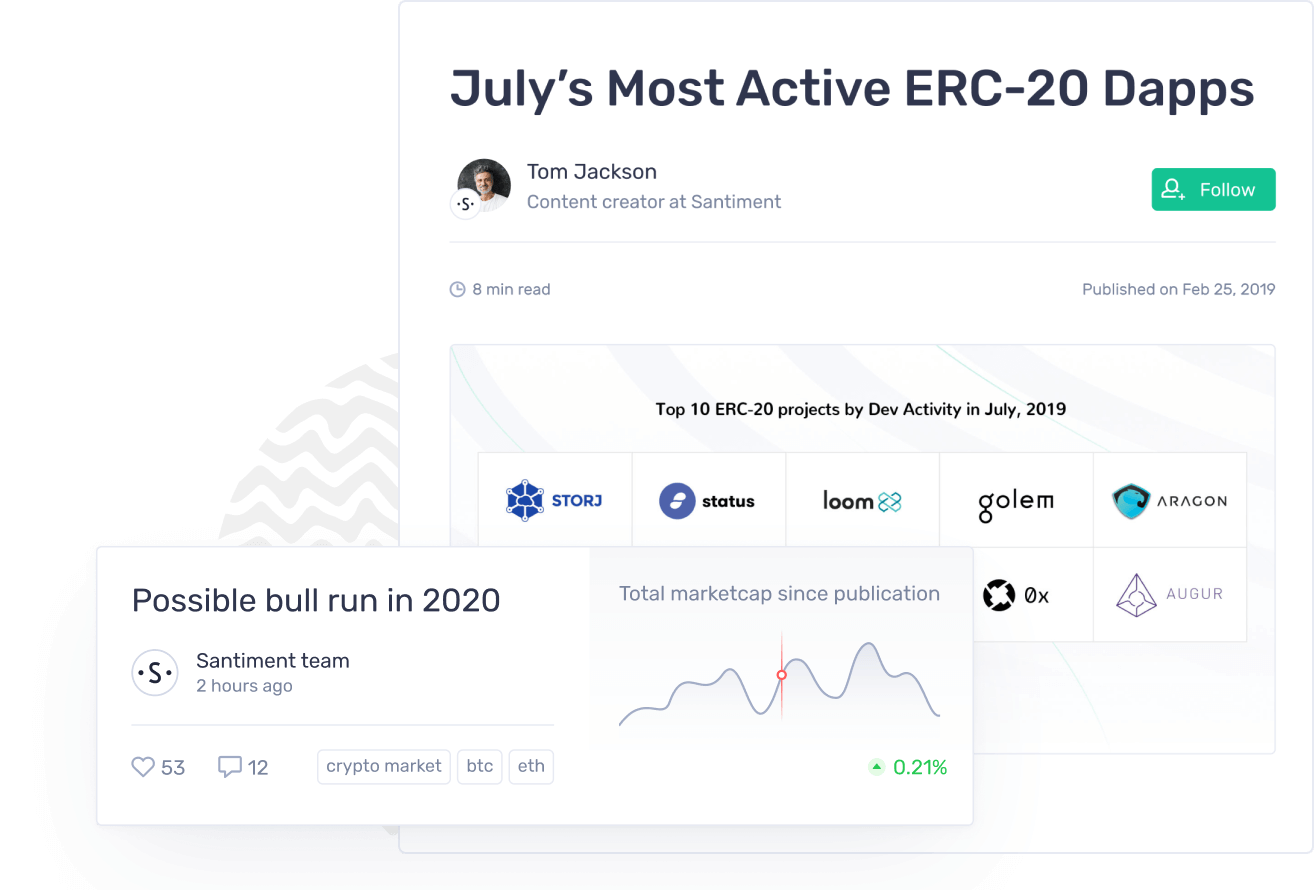 July’s Most Active ERC-20 Dapps
Tom Jackson
Content creator at Santiment
·S·
Follow
8 min read
Published on Feb 25, 2019
Top 10 ERC-20 projects by Dev Activity in July, 2019
STORJ
status
loom
golem
ARAGON
0x
AUGUR
Possible bull run in 2020
·S·
Santiment team
2 hours ago
53
12
crypto market
btc
eth
Total marketcap since publication
0.21%